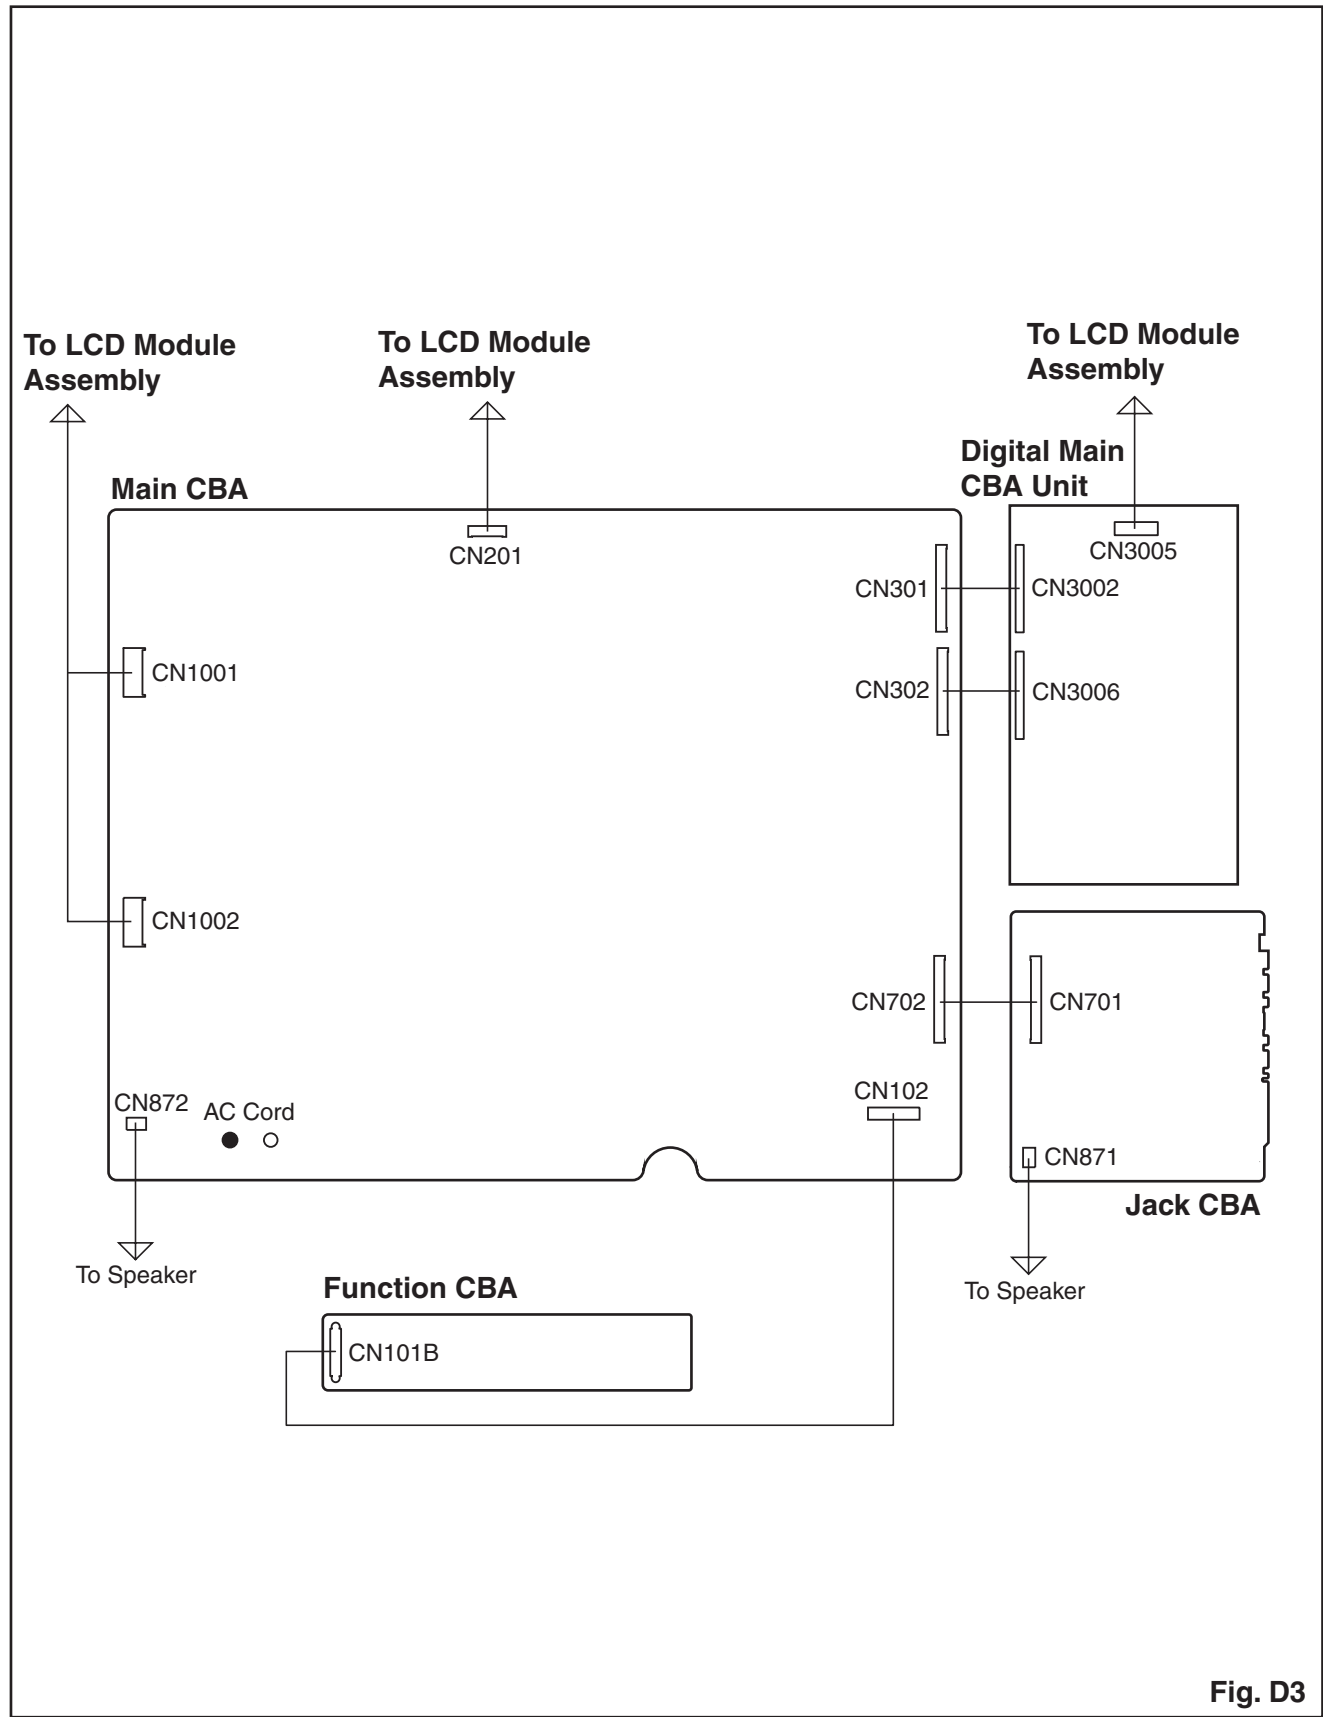 To LCD Module
Assembly
To LCD Module
Assembly
To LCD Module
Assembly
Digital Main
CBA Unit
Main CBA
CN201
CN3005
CN301
CN3002
CN1001
CN302
CN3006
CN1002
CN702
CN701
CN102
CN872
AC Cord
CN871
Jack CBA
To Speaker
To Speaker
Function CBA
CN101B
Fig. D3